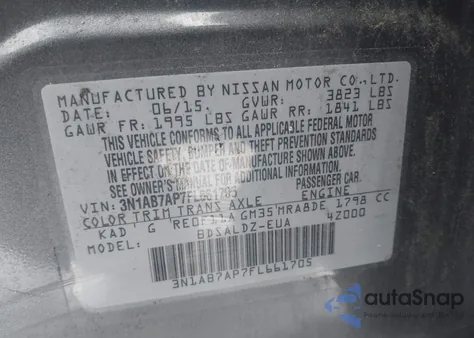 MANUFACTURED BY NISSAN MOTOR CO., LTD.
DATE: 06/15. GVWR: 3823 LBS
GAWR FR: 1995 LBS GAWR RR: 1841 LBS
THIS VEHICLE CONFORMS TO ALL APPLICABLE FEDERAL MOTOR
VEHICLE SAFETY, BUMPER AND THEFT PREVENTION STANDARDS
IN EFFECT ON THE DATE OF MANUFACTURE SHOWN ABOVE.
SEE OWNER'S MANUAL FOR ADDITIONAL INFORMATION
VIN: 3N1AB7AP7FL661705 PASSENGER CAR.
COLOR TRIM TRANS AXLE ENGINE
KAD G RE0F11A GM35 MRA8DE 1798 CC
MODEL: BDSALDZ-EUA 42000
3N1AB7AP7FL661705
autoSnap